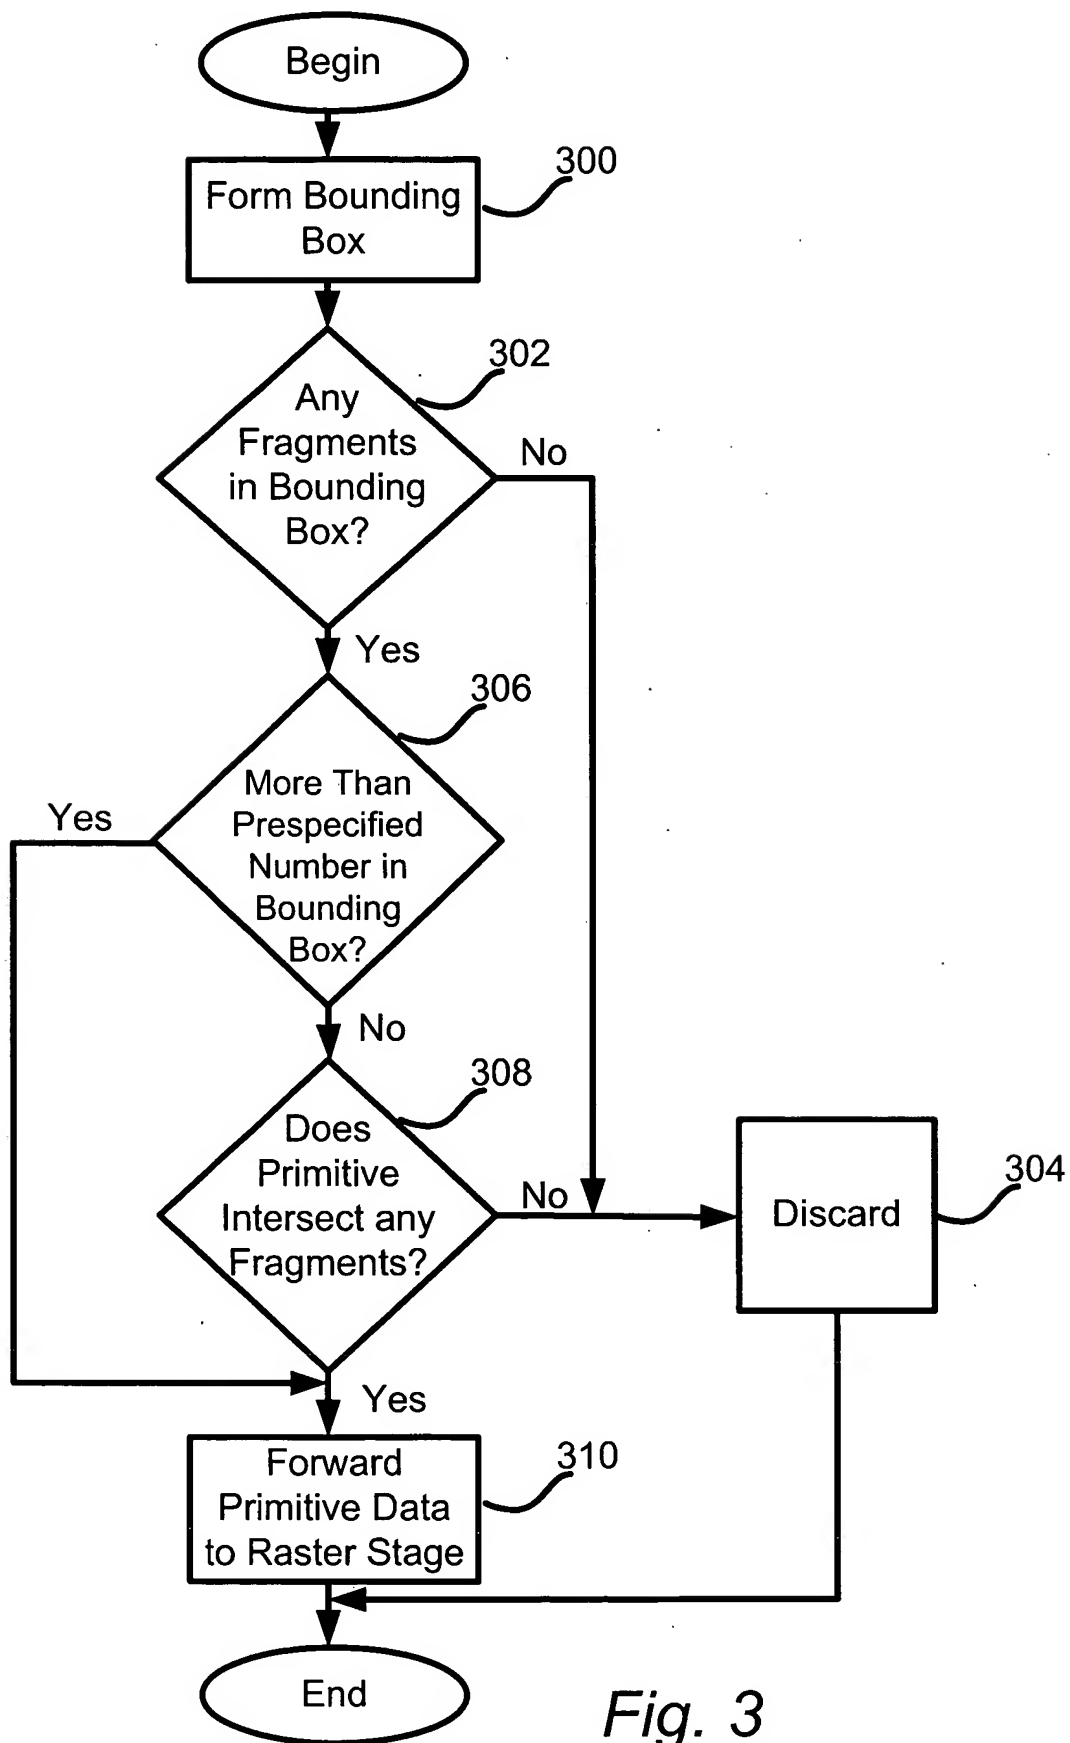 Begin
300
Form Bounding
Box
302
Any
Fragments
in Bounding
Box?
No
Yes
306
More Than
Prespecified
Number in
Bounding
Box?
Yes
No
308
Does
Primitive
Intersect any
Fragments?
No
304
Discard
Yes
310
Forward
Primitive Data
to Raster Stage
End
Fig. 3